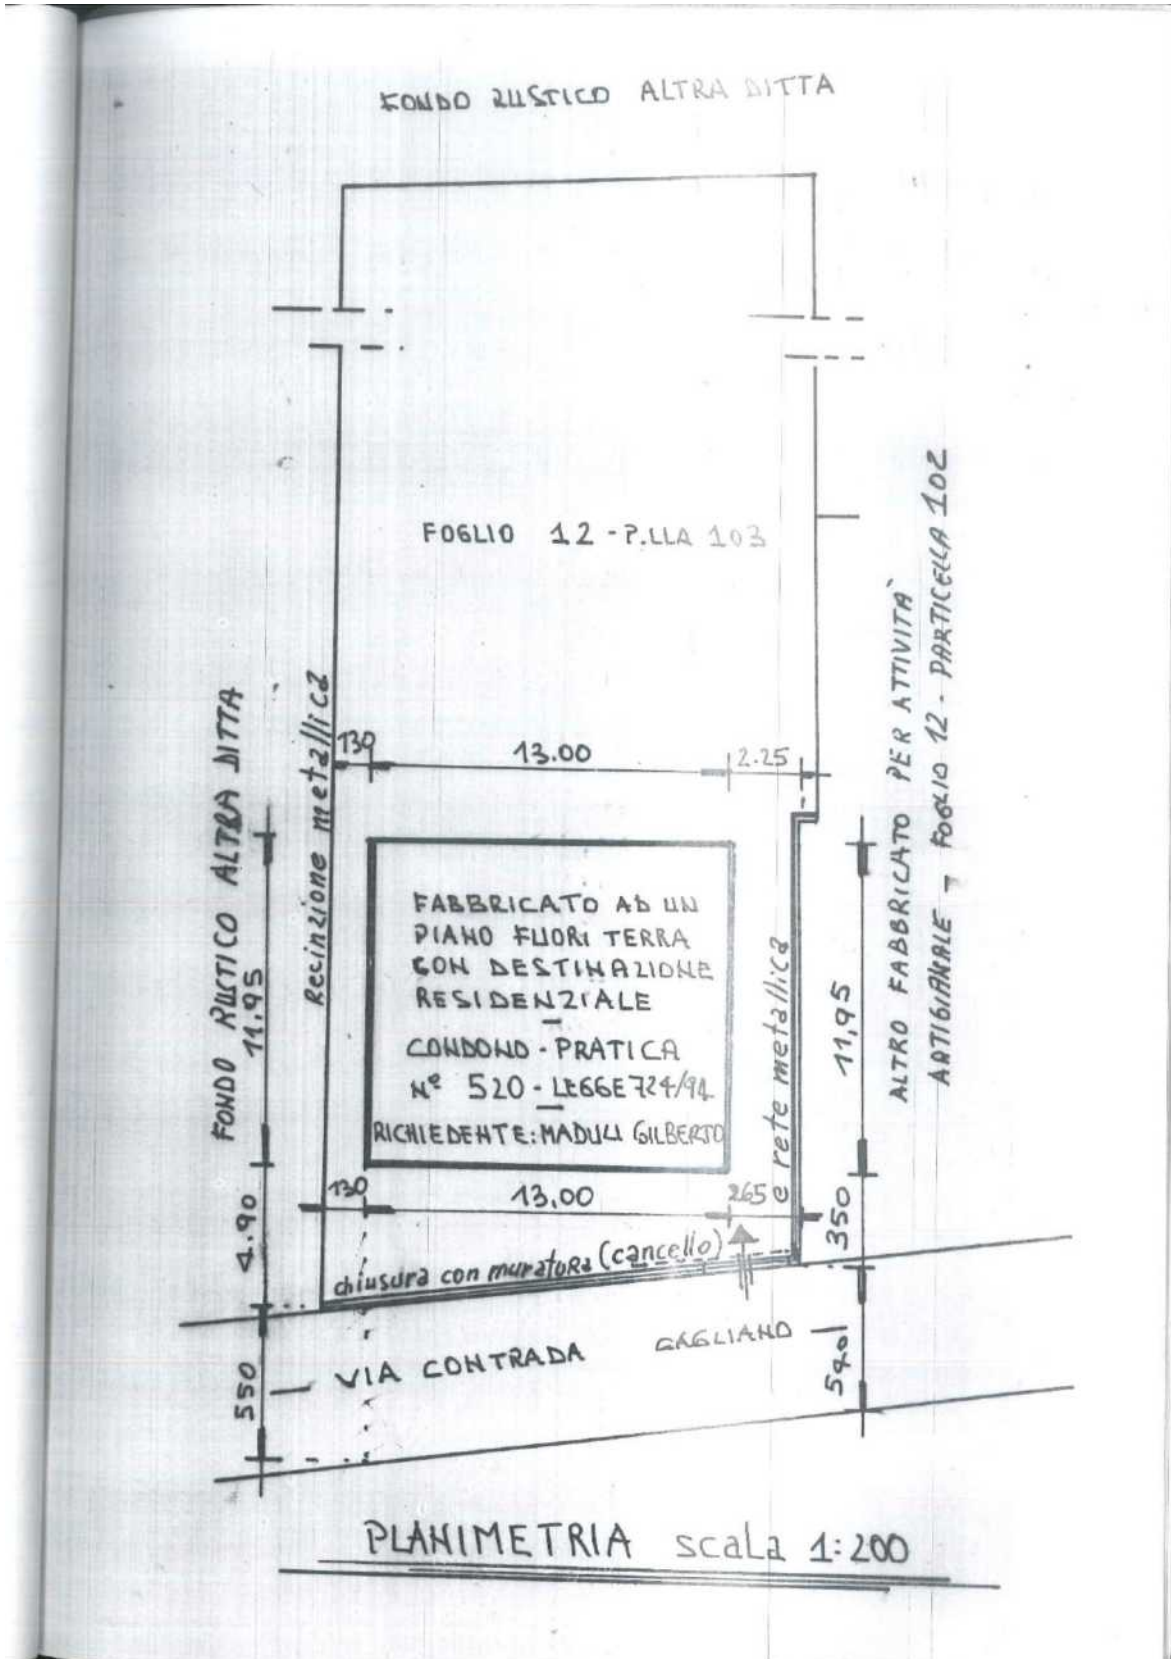 FONDO RUSTICO ALTRA DITTA
FOGLIO 12 - P.LLA 103
FONDO RUSTICO ALTRA DITTA
Recinzione metallica
ALTRO FABBRICATO PER ATTIVITÀ
ARTIGIANALE - FOGLIO 12 - PARTICELLA 102
130
13.00
2.25
FABBRICATO AD UN
PIANO FUORI TERRA
CON DESTINAZIONE
RESIDENZIALE
CONDONO - PRATICA
Nº 520 - LEGGE 724/94
RICHIEDENTE: MADULI GILBERTO
e rete metallica
11.95
11,95
130
13.00
265
4.90
350
chiusura con muratura (cancello)
VIA CONTRADA GAGLIANO
550
540
PLANIMETRIA scala 1:200